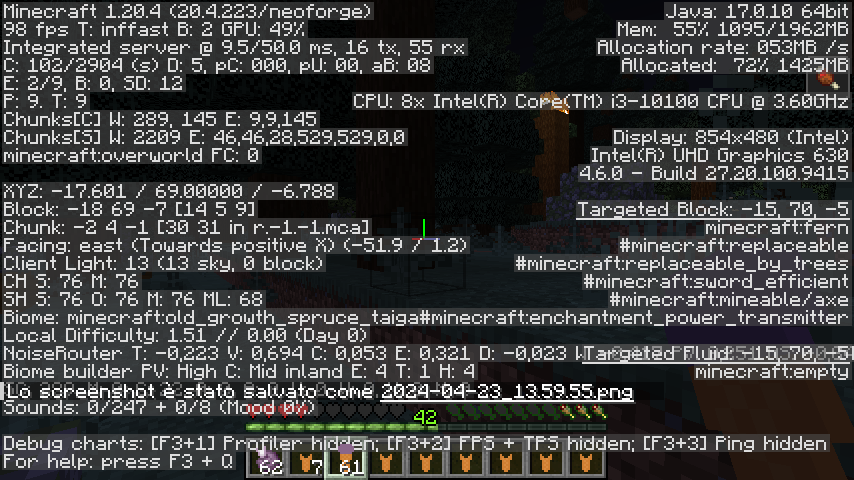 Minecraft 1.20.4 (20.4.223/neoforge)
98 fps T: inffast B: 2 GPU: 49%
Integrated server @ 9.5/50.0 ms, 16 tx, 55 rx
C: 102/2904 (s) D: 5, pC: 000, pU: 00, aB: 08
E: 2/9, B: 0, SD: 12
P: 9. T: 9
Chunks[C] W: 289, 145 E: 9,9,145
Chunks[S] W: 2209 E: 46,46,28,529,529,0,0
minecraft:overworld FC: 0
XYZ: -17.601 / 69.00000 / -6.788
Block: -18 69 -7 [14 5 9]
Chunk: -2 4 -1 [30 31 in r.-1.-1.mca]
Facing: east (Towards positive X) (-51.9 / 1.2)
Client Light: 13 (13 sky, 0 block)
CH S: 76 M: 76
SH S: 76 O: 76 M: 76 ML: 68
Biome: minecraft:old_growth_spruce_taiga
Local Difficulty: 1.51 // 0.00 (Day 0)
NoiseRouter T: -0,223 V: 0,694 C: 0,053 E: 0,321 D: -0,023
Biome builder PV: High C: Mid inland E: 4 T: 1 H: 4
Lo screenshot è stato salvato come 2024-04-23_13.59.55.png
Sounds: 0/247 + 0/8
Debug charts: [F3+1] Profiler hidden; [F3+2] FPS + TPS hidden; [F3+3] Ping hidden
For help: press F3 + Q
Java: 17.0.10 64bit
Mem: 55% 1095/1962MB
Allocation rate: 053MB /s
Allocated: 72% 1425MB
CPU: 8x Intel(R) Core(TM) i3-10100 CPU @ 3.60GHz
Display: 854x480 (Intel)
Intel(R) UHD Graphics 630
4.6.0 - Build 27.20.100.9415
Targeted Block: -15, 70, -5
minecraft:fern
#minecraft:replaceable
#minecraft:replaceable_by_trees
#minecraft:sword_efficient
#minecraft:mineable/axe
#minecraft:enchantment_power_transmitter
Targeted Fluid: -15, 70, -5
minecraft:empty
42
62 7 61